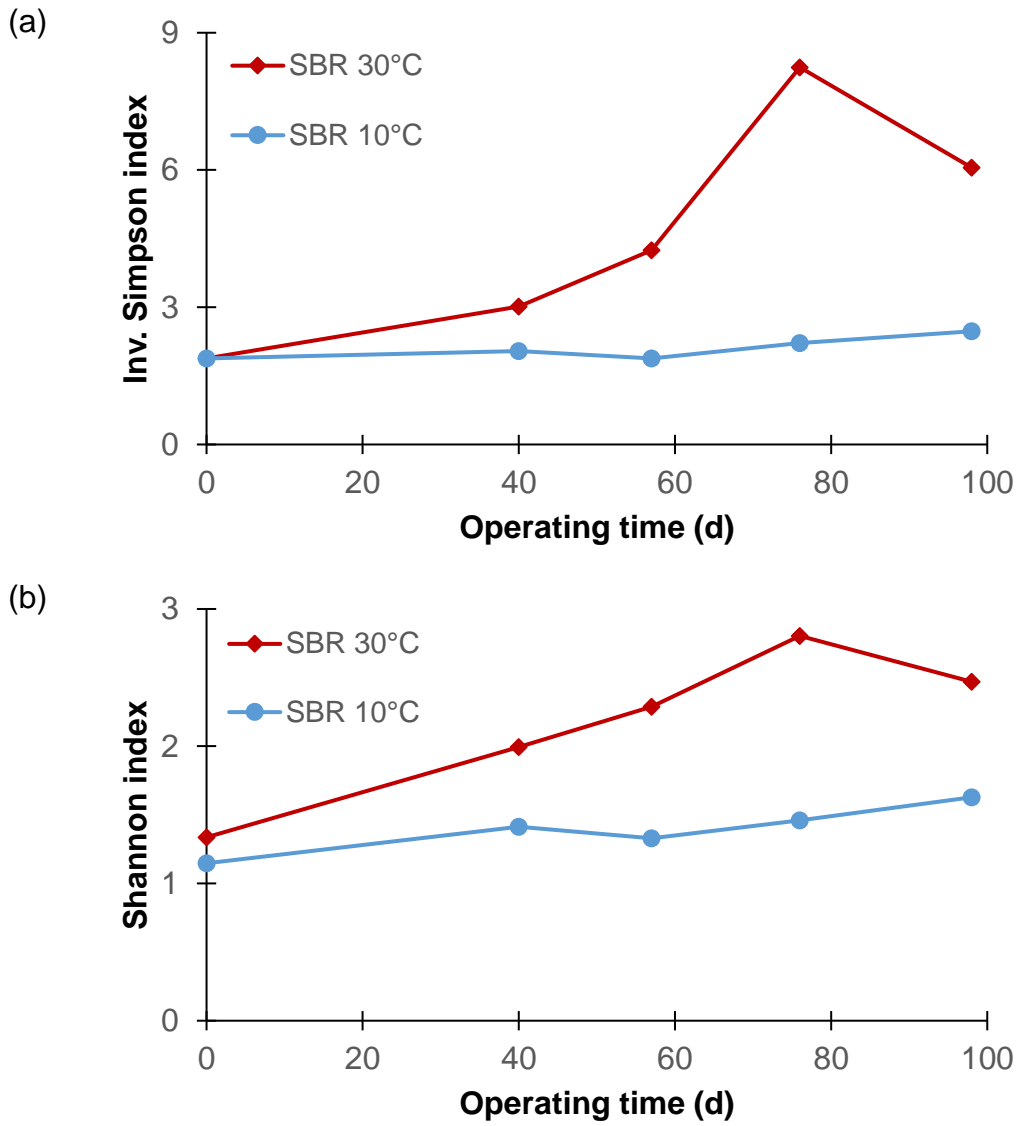 (a)
9
6
3
0
Inv. Simpson index
SBR 30°C
SBR 10°C
0 20 40 60 80 100
Operating time (d)
(b)
3
2
1
0
Shannon index
SBR 30°C
SBR 10°C
0 20 40 60 80 100
Operating time (d)